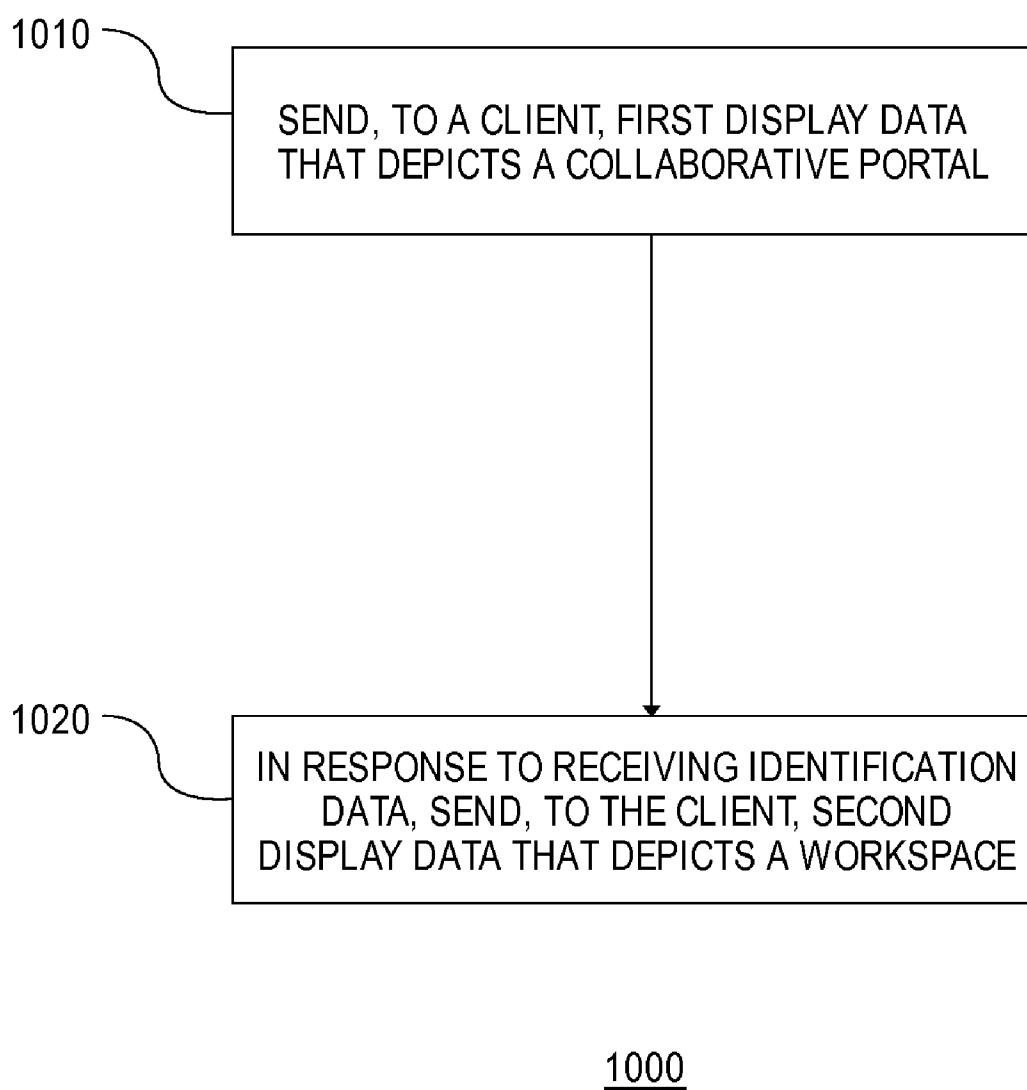 1010
SEND, TO A CLIENT, FIRST DISPLAY DATA
THAT DEPICTS A COLLABORATIVE PORTAL
1020
IN RESPONSE TO RECEIVING IDENTIFICATION
DATA, SEND, TO THE CLIENT, SECOND
DISPLAY DATA THAT DEPICTS A WORKSPACE
1000